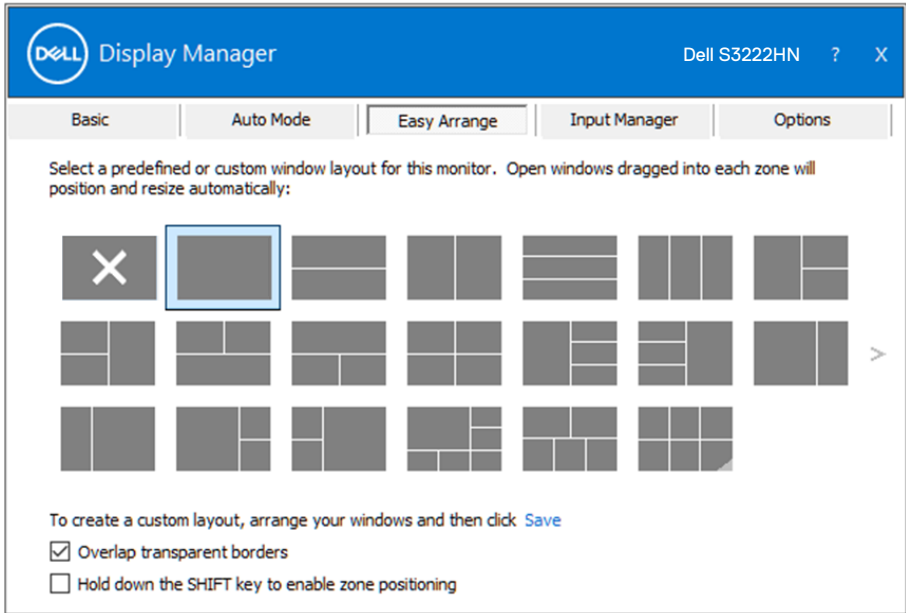 DELL Display Manager Dell S3222HN ? X
Basic Auto Mode Easy Arrange Input Manager Options
Select a predefined or custom window layout for this monitor. Open windows dragged into each zone will
position and resize automatically:
>
To create a custom layout, arrange your windows and then click Save
Overlap transparent borders
Hold down the SHIFT key to enable zone positioning